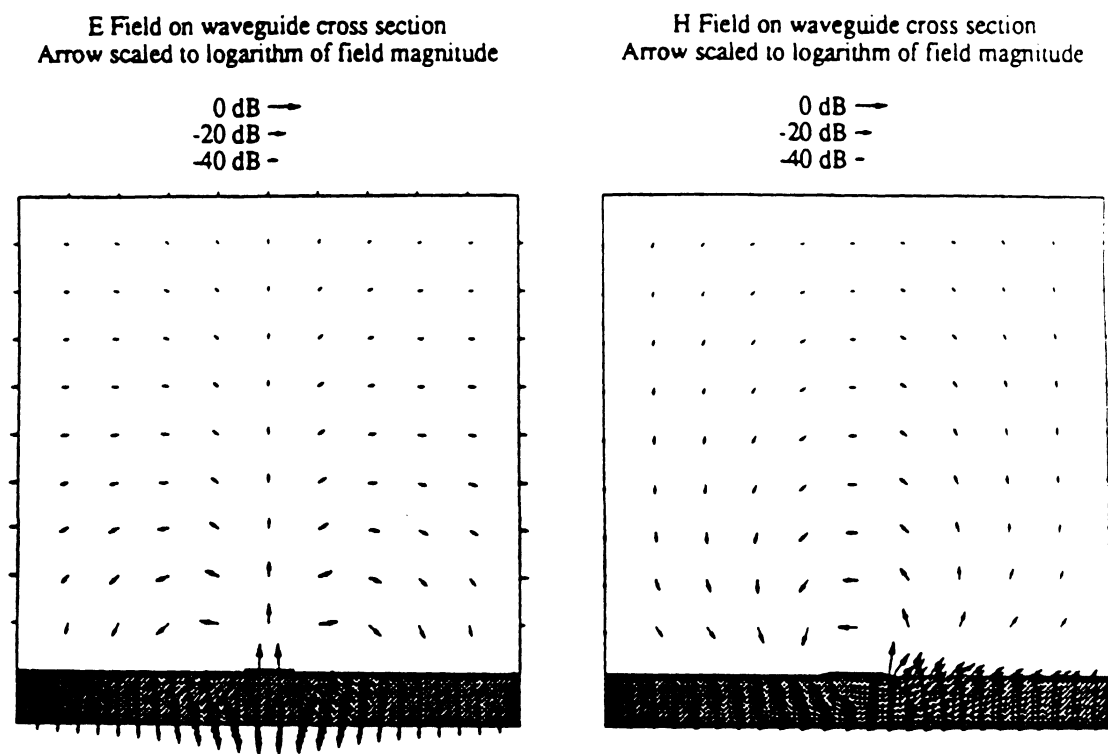 E Field on waveguide cross section
Arrow scaled to logarithm of field magnitude
0 dB
-20 dB
-40 dB
H Field on waveguide cross section
Arrow scaled to logarithm of field magnitude
0 dB
-20 dB
-40 dB